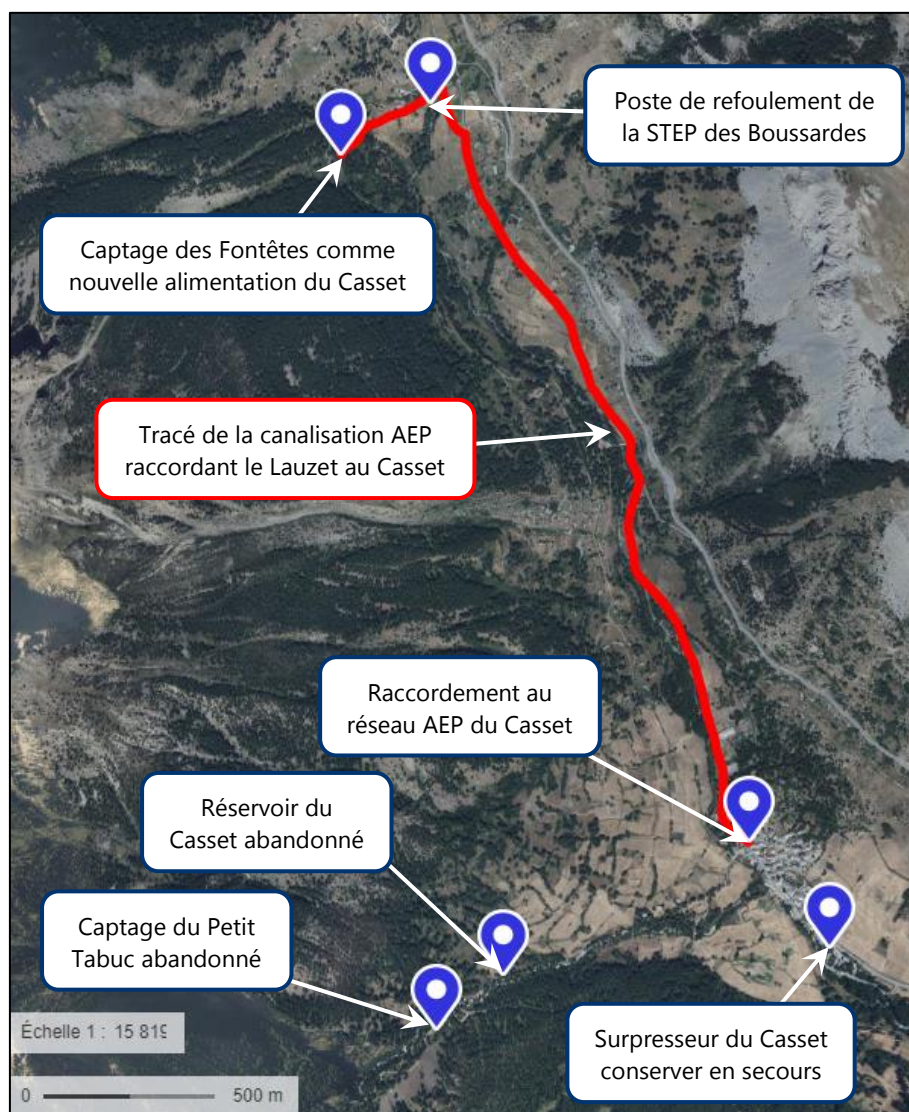 Poste de refoulement de
la STEP des Boussardes
Captage des Fontêtes comme
nouvelle alimentation du Casset
Tracé de la canalisation AEP
raccordant le Lauzet au Casset
Raccordement au
réseau AEP du Casset
Réservoir du
Casset abandonné
Captage du Petit
Tabuc abandonné
Surpresseur du Casset
conserver en secours
Échelle 1 : 15 819
0 500 m